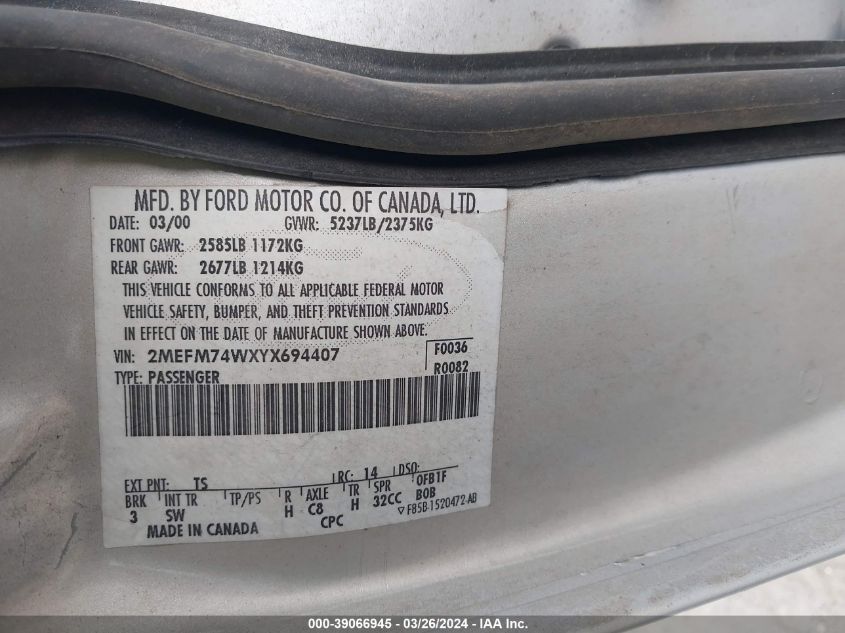 MFD. BY FORD MOTOR CO. OF CANADA, LTD.
DATE: 03/00 GVWR: 5237LB/2375KG
FRONT GAWR: 2585LB 1172KG
REAR GAWR: 2677LB 1214KG
THIS VEHICLE CONFORMS TO ALL APPLICABLE FEDERAL MOTOR
VEHICLE SAFETY, BUMPER, AND THEFT PREVENTION STANDARDS
IN EFFECT ON THE DATE OF MANUFACTURE SHOWN ABOVE.
VIN: 2MEFM74WXYX694407 F0036
TYPE: PASSENGER R0082
EXT PNT: TS RC: 14 DSO: 0FB1F
BRK INT TR TP/PS R AXLE TR SPR B0B
3 SW H C8 H 32CC ▽F85B-1520472-AB
MADE IN CANADA CPC
000-39066945 - 03/26/2024 - IAA Inc.